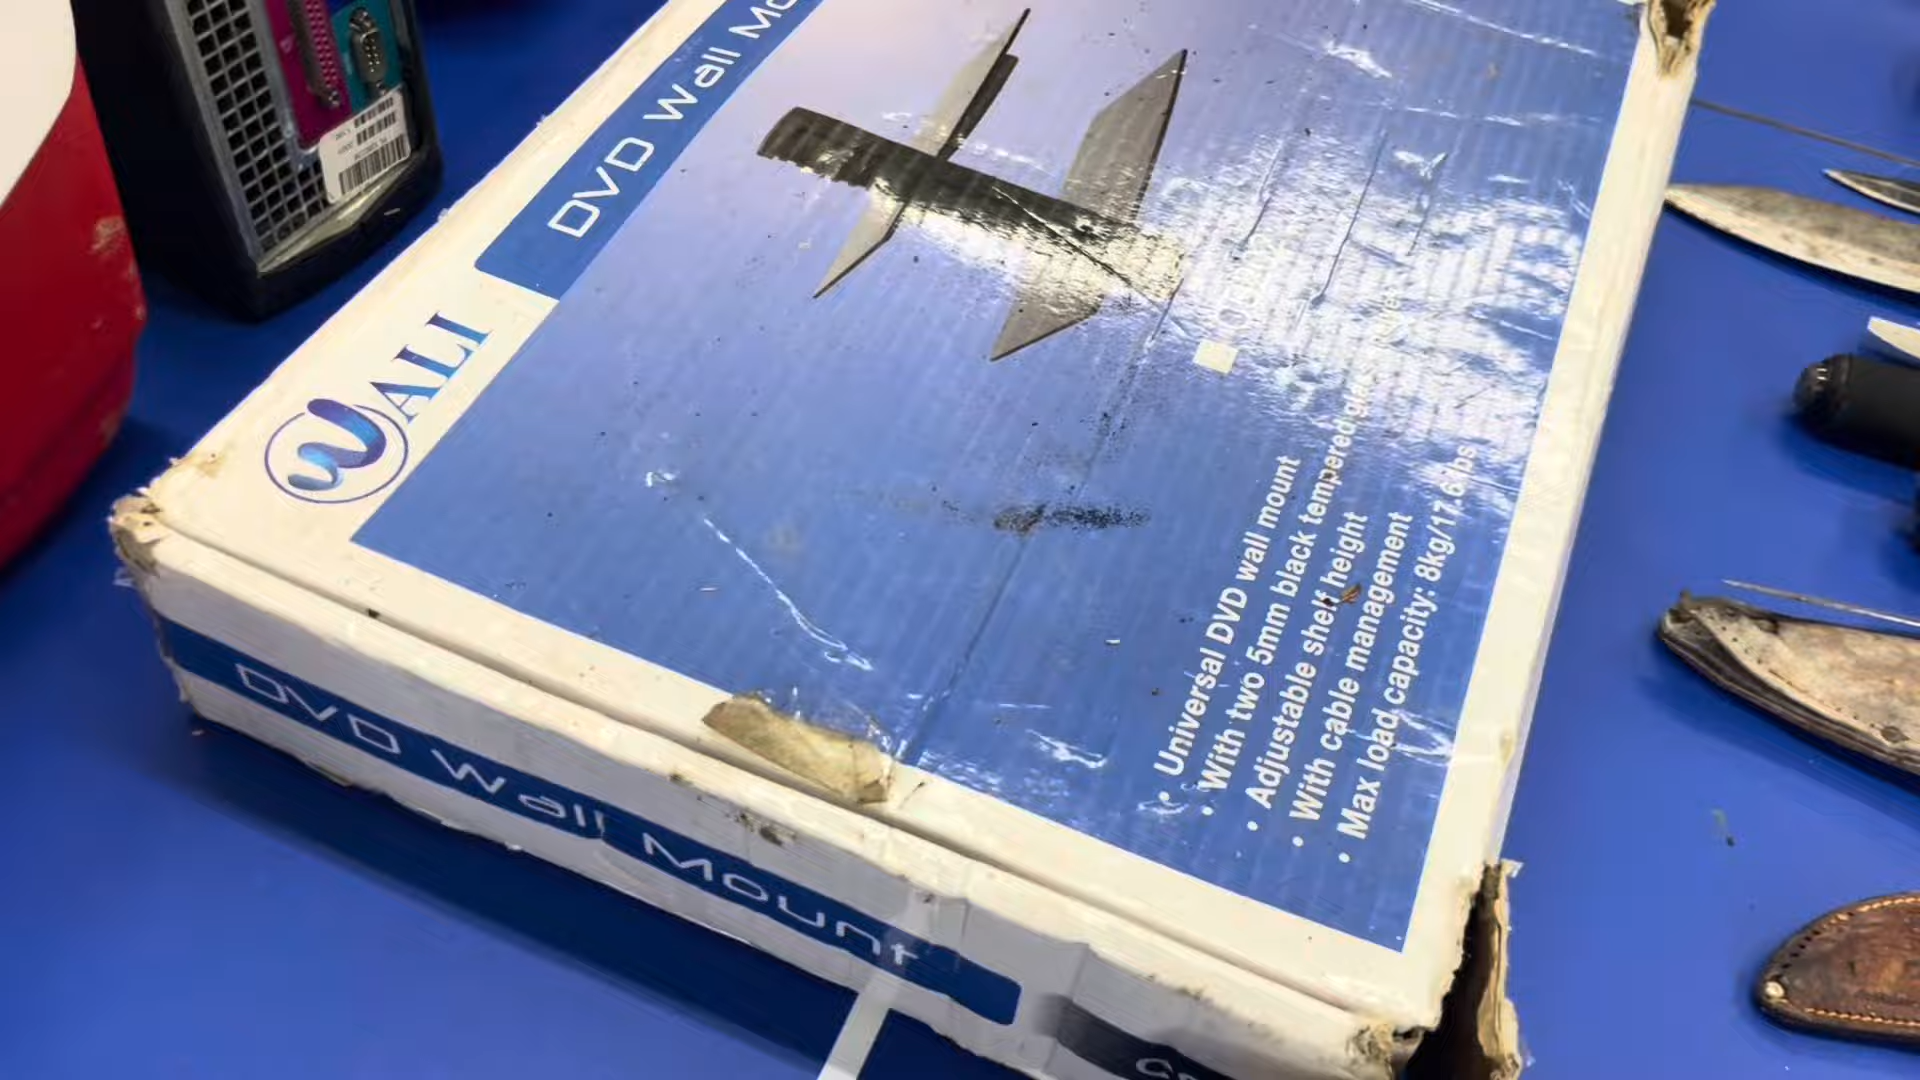 DVD Wall Mo
WALI
• Universal DVD wall mount
• With two 5mm black tempered
• Adjustable shelf height
• With cable management
• Max load capacity: 8kg/17.6lbs
DVD Wall Mount